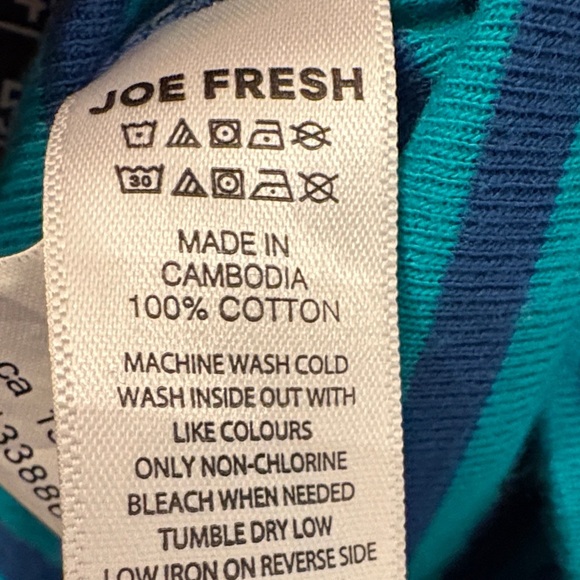 JOE FRESH
30
MADE IN
CAMBODIA
100% COTTON
MACHINE WASH COLD
WASH INSIDE OUT WITH
LIKE COLOURS
ONLY NON-CHLORINE
BLEACH WHEN NEEDED
TUMBLE DRY LOW
LOW IRON ON REVERSE SIDE
ca